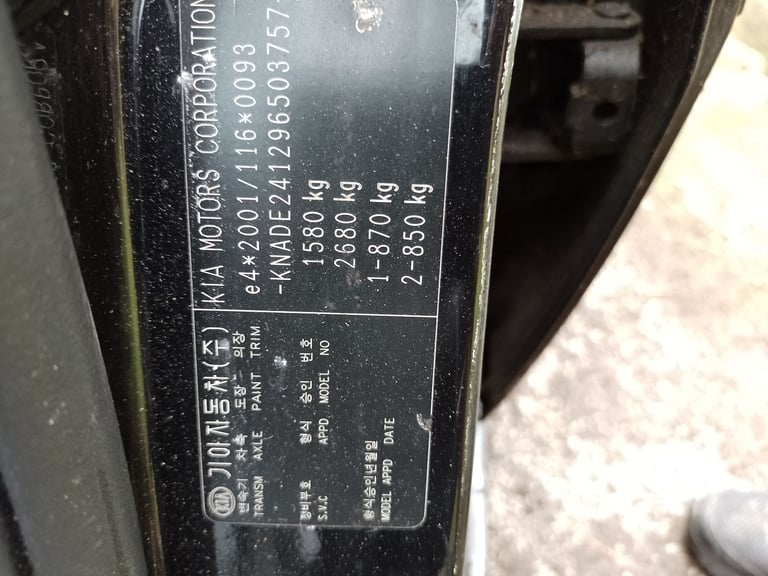 KIA 기아자동차(주) KIA MOTORS CORPORATION
변속기 차축 도장 의장
TRANSM AXLE PAINT TRIM
e4*2001/116*0093
-KNADE241296503757-
장비부호 형식 승인 번호
S.V.C APPD MODEL NO
1580 kg
2680 kg
1-870 kg
2-850 kg
형식승인년월일
MODEL APPD DATE